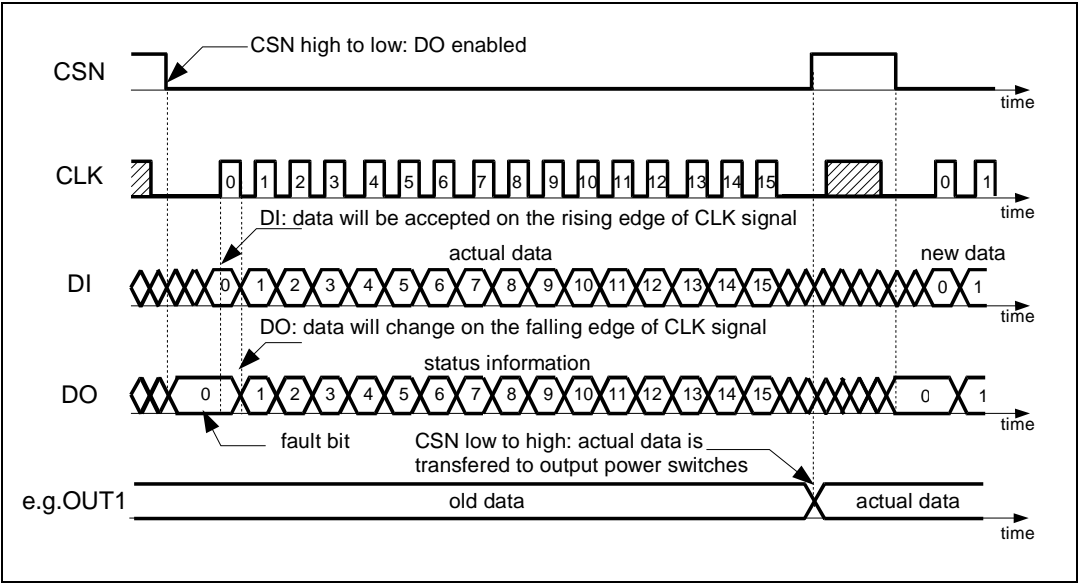 CSN high to low: DO enabled
CSN
time
CLK
0 1 2 3 4 5 6 7 8 9 10 11 12 13 14 15 0 1
time
DI: data will be accepted on the rising edge of CLK signal
actual data
new data
DI
0 1 2 3 4 5 6 7 8 9 10 11 12 13 14 15 0 1
time
DO: data will change on the falling edge of CLK signal
status information
DO
0 1 2 3 4 5 6 7 8 9 10 11 12 13 14 15 0 1
time
fault bit
CSN low to high: actual data is
transfered to output power switches
e.g.OUT1
old data
actual data
time